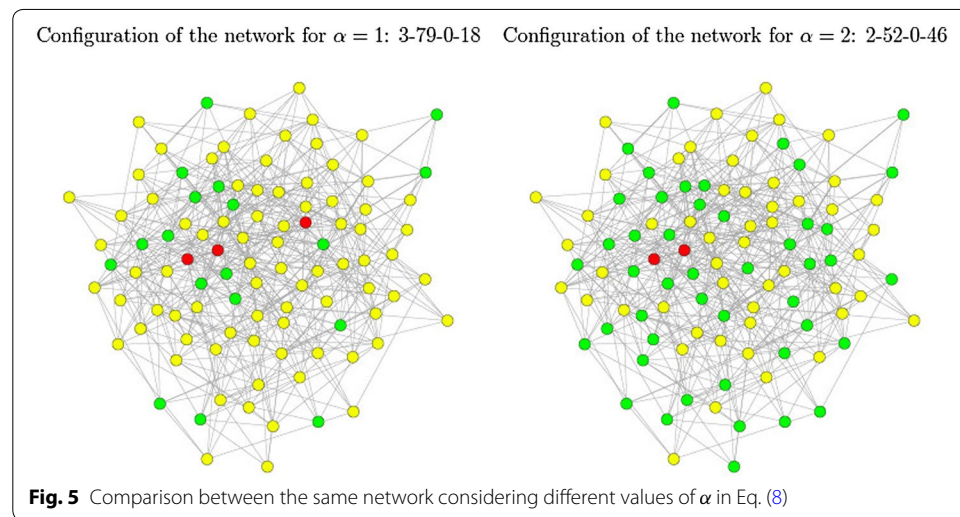 Configuration of the network for α = 1: 3-79-0-18
Configuration of the network for α = 2: 2-52-0-46
Fig. 5 Comparison between the same network considering different values of α in Eq. (8)